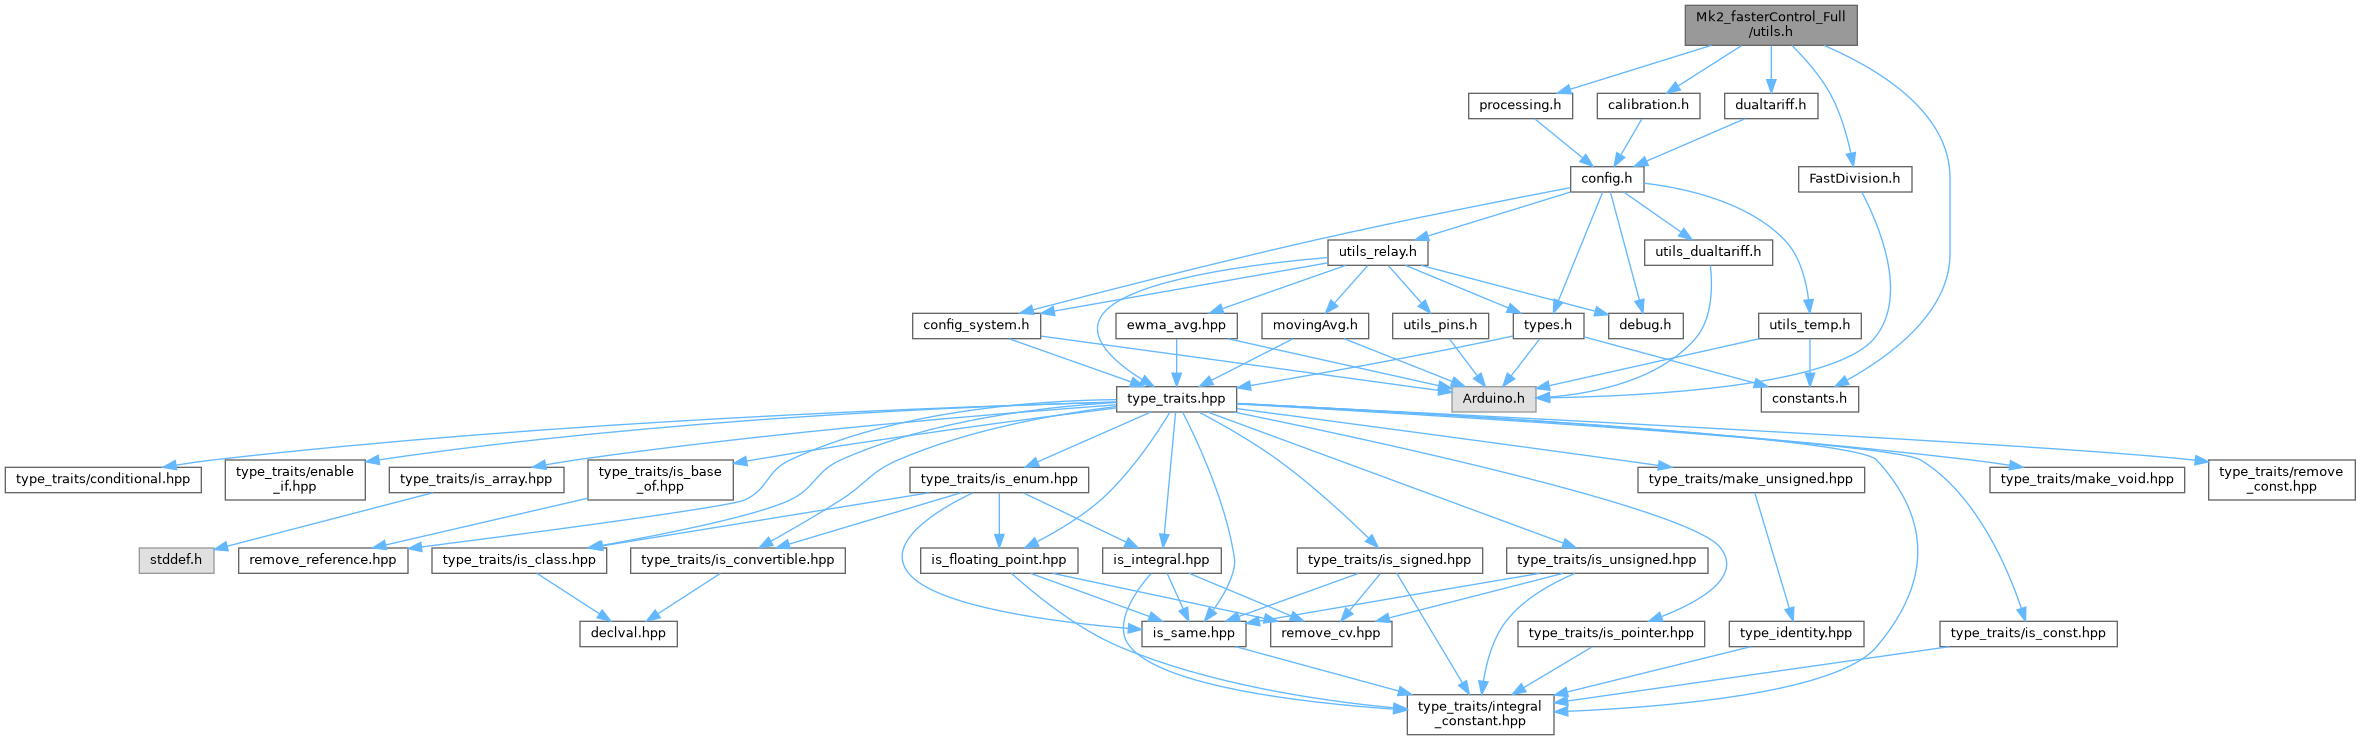 Mk2_fasterControl_Full
/utils.h
processing.h
calibration.h
dualtariff.h
config.h
FastDivision.h
utils_relay.h
utils_dualtariff.h
config_system.h
ewma_avg.hpp
movingAvg.h
utils_pins.h
types.h
debug.h
utils_temp.h
type_traits.hpp
Arduino.h
constants.h
type_traits/conditional.hpp
type_traits/enable
_if.hpp
type_traits/is_array.hpp
type_traits/is_base
_of.hpp
type_traits/is_enum.hpp
type_traits/make_unsigned.hpp
type_traits/make_void.hpp
type_traits/remove
_const.hpp
stddef.h
remove_reference.hpp
type_traits/is_class.hpp
type_traits/is_convertible.hpp
is_floating_point.hpp
is_integral.hpp
type_traits/is_signed.hpp
type_traits/is_unsigned.hpp
declval.hpp
is_same.hpp
remove_cv.hpp
type_traits/is_pointer.hpp
type_identity.hpp
type_traits/is_const.hpp
type_traits/integral
_constant.hpp